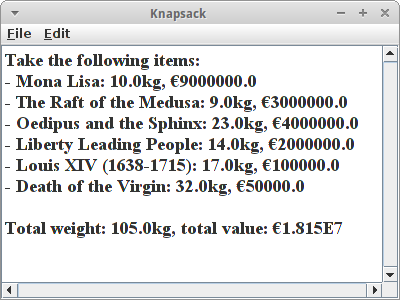 Knapsack
File Edit
Take the following items:
- Mona Lisa: 10.0kg, €9000000.0
- The Raft of the Medusa: 9.0kg, €3000000.0
- Oedipus and the Sphinx: 23.0kg, €4000000.0
- Liberty Leading People: 14.0kg, €2000000.0
- Louis XIV (1638-1715): 17.0kg, €100000.0
- Death of the Virgin: 32.0kg, €50000.0
Total weight: 105.0kg, total value: €1.815E7